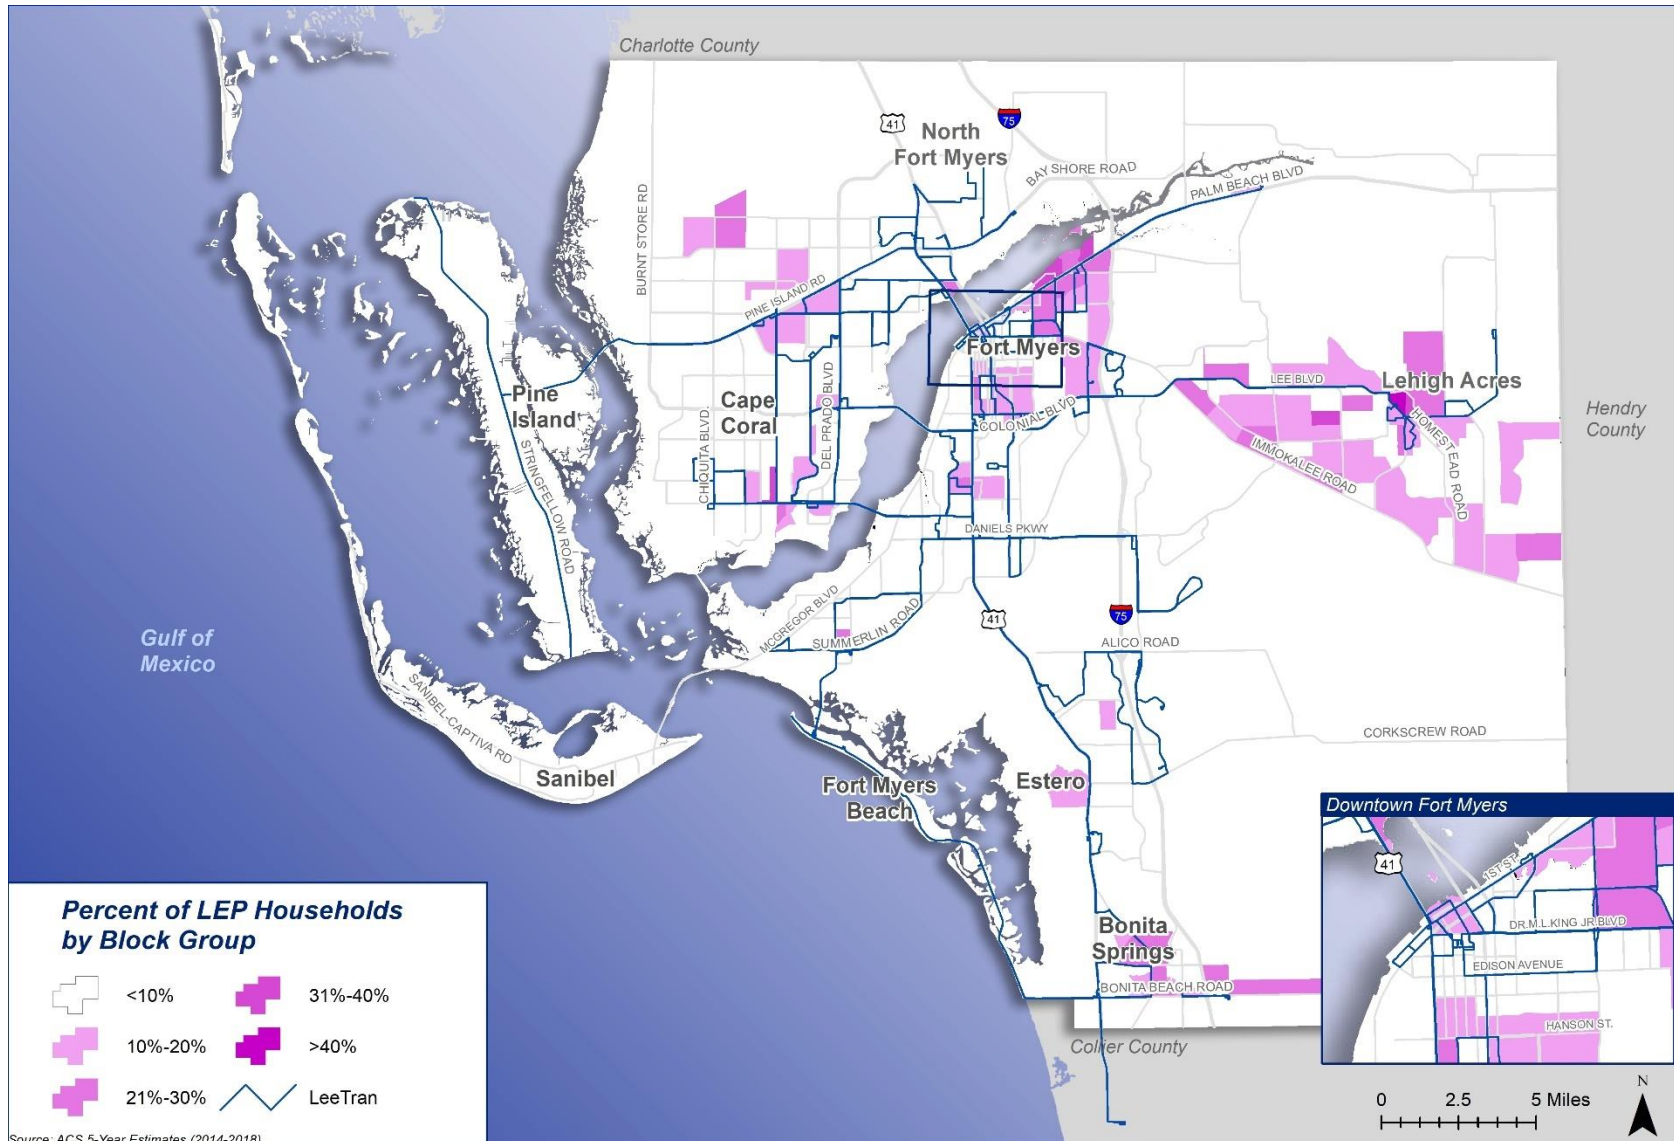 Charlotte County
41
75
North
Fort Myers
BAY SHORE ROAD
PALM BEACH BLVD
BURNT STORE RD
PINE ISLAND RD
Fort Myers
LEE BLVD
Lehigh Acres
Pine
Island
Cape
Coral
DEL PRADO BLVD
CHIQUITA BLVD.
COLONIAL BLVD
Hendry
County
HOMESTEAD ROAD
IMMOKALEE ROAD
STRINGFELLOW ROAD
DANIELS PKWY
Gulf of
Mexico
MCGREGOR BLVD
SUMMERLIN ROAD
41
75
ALICO ROAD
SANIBEL-CAPTIVA RD
CORKSCREW ROAD
Sanibel
Fort Myers
Beach
Estero
Bonita
Springs
BONITA BEACH ROAD
Collier County
Downtown Fort Myers
41
1ST ST.
DR.M.L.KING JR.BLVD
EDISON AVENUE
HANSON ST.
Percent of LEP Households
by Block Group
<10%
31%-40%
10%-20%
>40%
21%-30%
LeeTran
N
0 2.5 5 Miles
Source: ACS 5-Year Estimates (2014-2018)